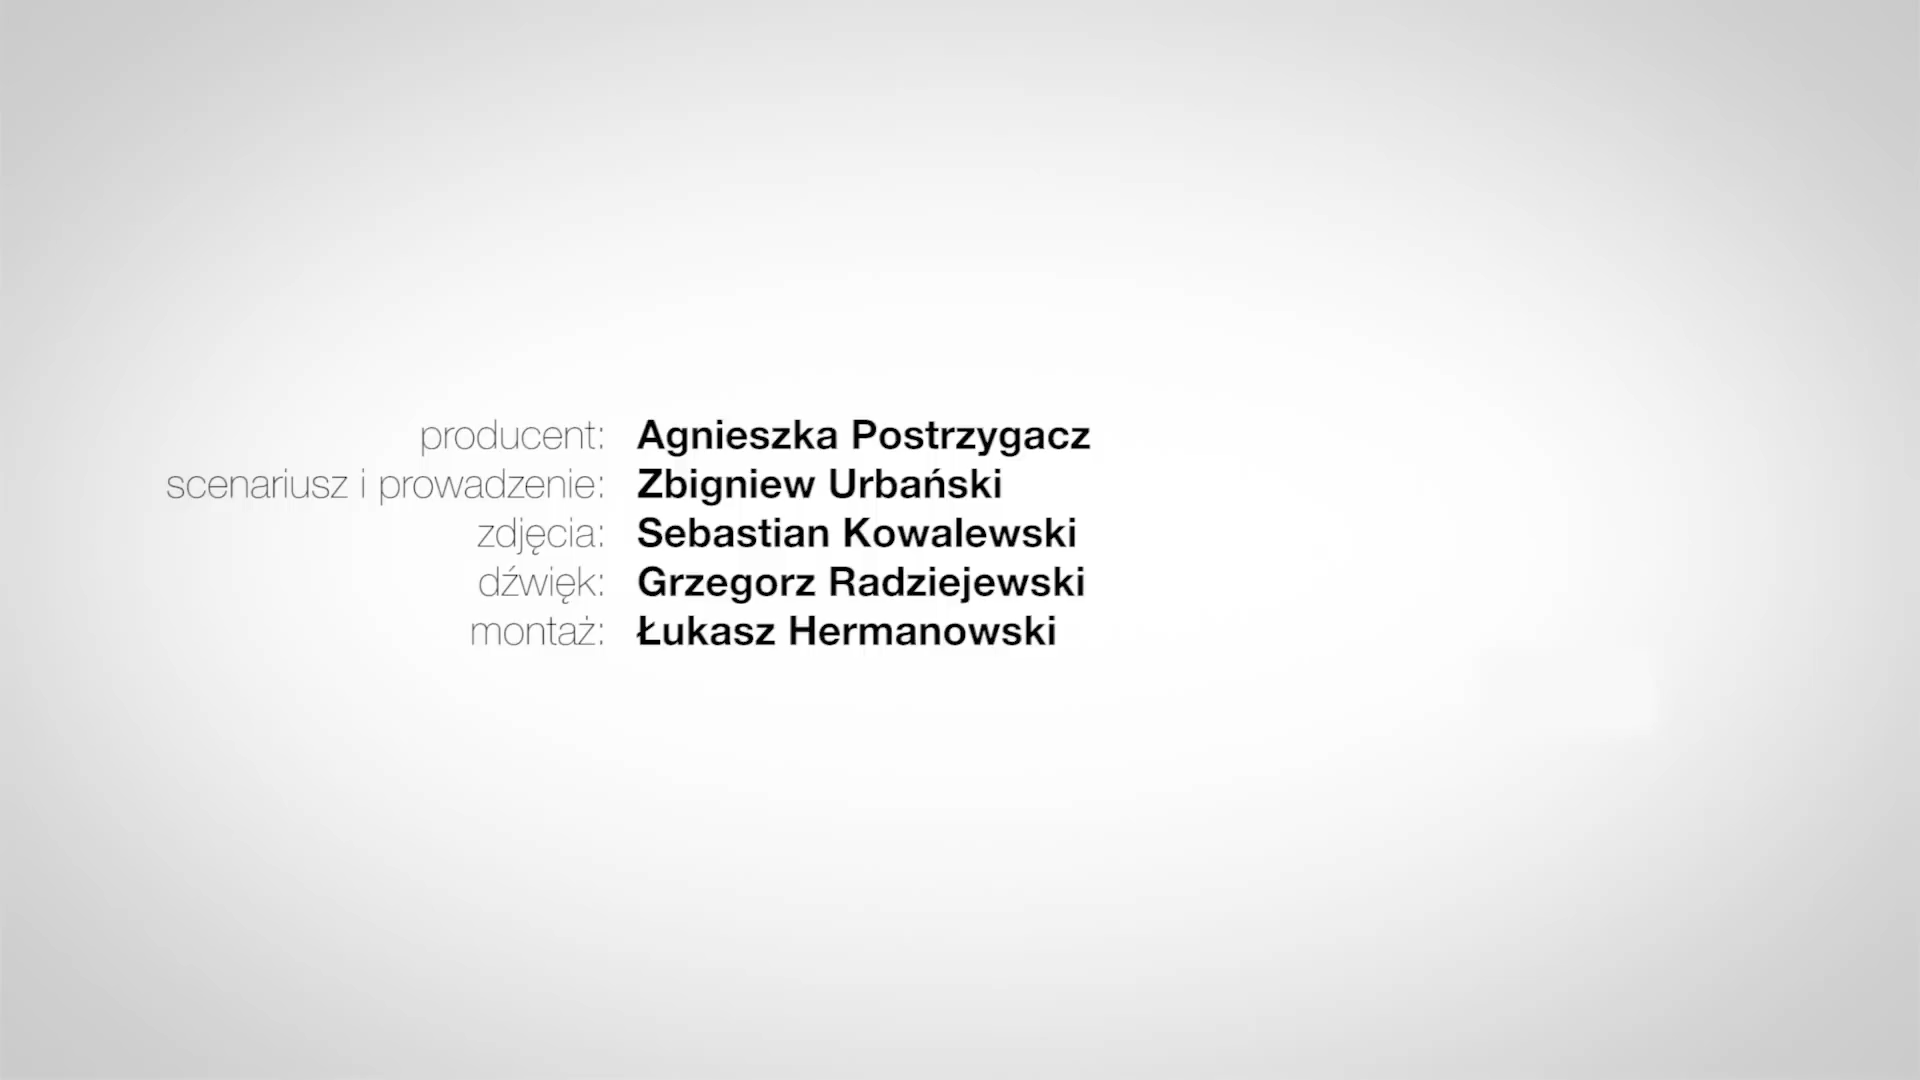 producent: Agnieszka Postrzygacz
scenariusz i prowadzenie: Zbigniew Urbański
zdjęcia: Sebastian Kowalewski
dźwięk: Grzegorz Radziejewski
montaż: Łukasz Hermanowski